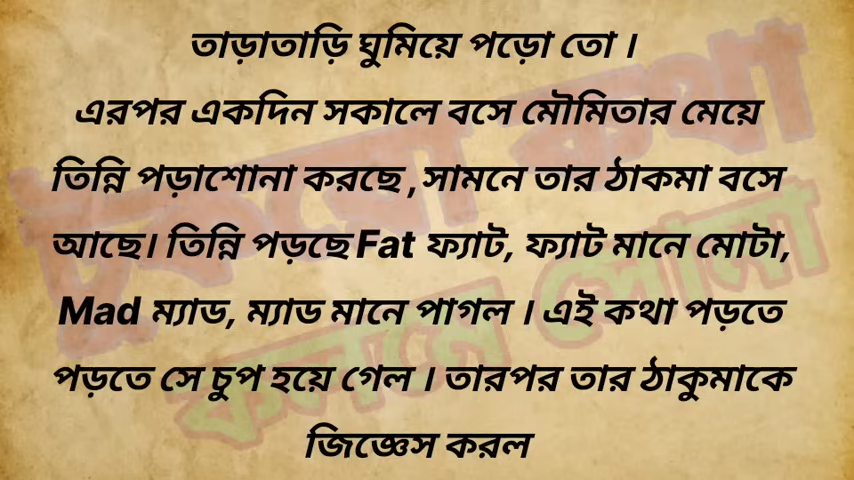 তাড়াতাড়ি ঘুমিয়ে পড়ো তো ।
এরপর একদিন সকালে বসে মৌমিতার মেয়ে
তিন্নি পড়াশোনা করছে ,সামনে তার ঠাকমা বসে
আছে। তিন্নি পড়ছে Fat ফ্যাট, ফ্যাট মানে মোটা,
Mad ম্যাড, ম্যাড মানে পাগল । এই কথা পড়তে
পড়তে সে চুপ হয়ে গেল । তারপর তার ঠাকুমাকে
জিজ্ঞেস করল